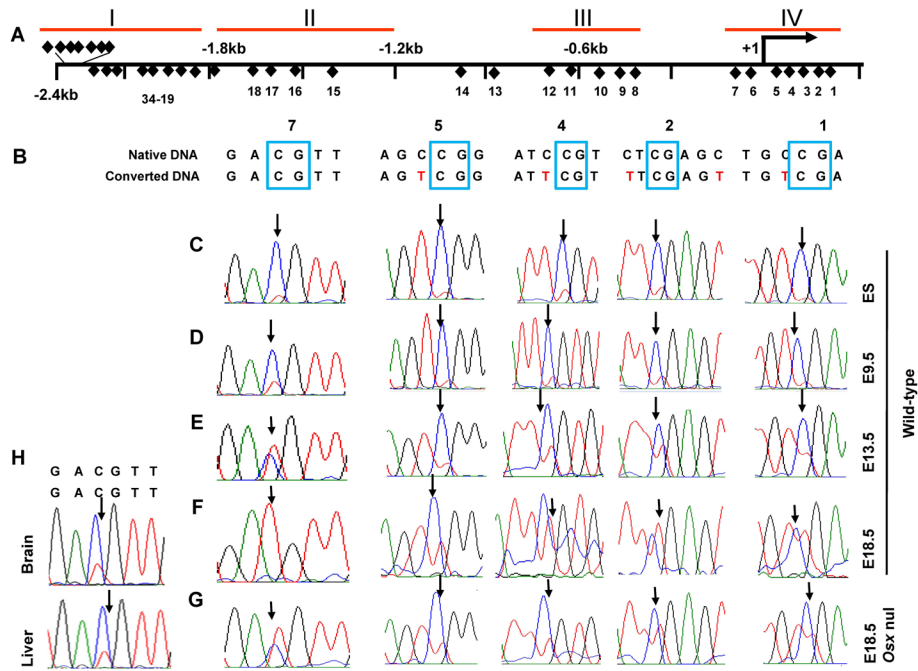 I II III IV
A -1.8kb -1.2kb -0.6kb +1
-2.4kb 34-19 18 17 16 15 14 13 12 11 10 9 8 7 6 5 4 3 2 1
7 5 4 2 1
B Native DNA G A C G T T A G C C G G A T C C G T C T C G A G C T G C C G A
Converted DNA G A C G T T A G T C G G A T T C G T T T C G A G T T G T C G A
C ES
D E9.5
E E13.5
Wild-type
H
G A C G T T
G A C G T T
Brain F E18.5
Liver G E18.5
Osx nul